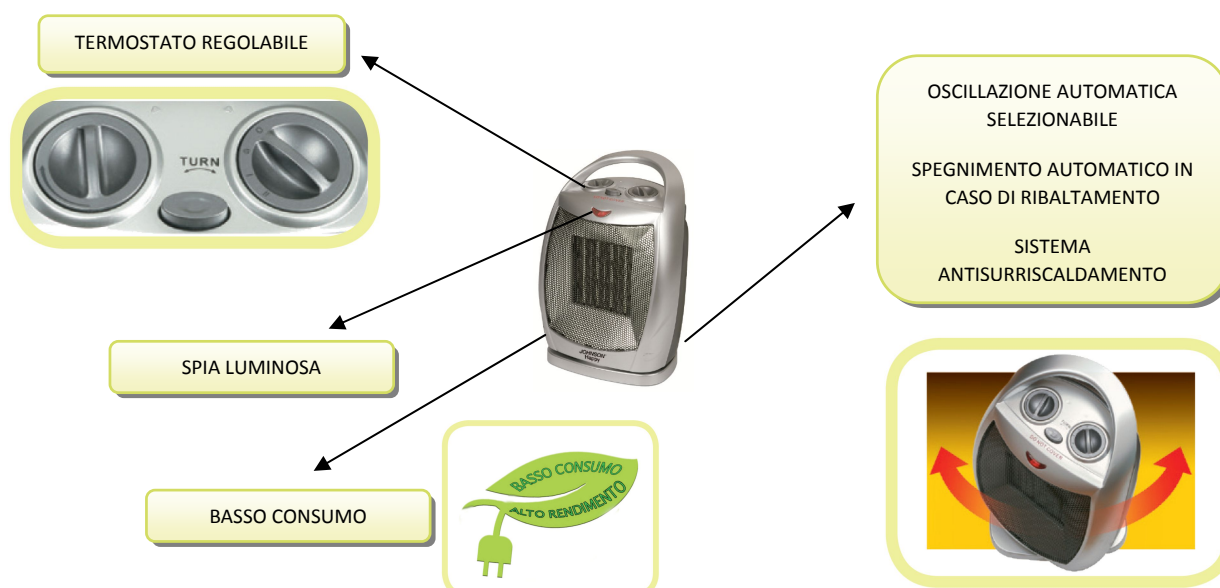 TERMOSTATO REGOLABILE
TURN
OSCILLAZIONE AUTOMATICA
SELEZIONABILE
SPEGNIMENTO AUTOMATICO IN
CASO DI RIBALTAMENTO
SISTEMA
ANTISURRISCALDAMENTO
JOHNSON
SPIA LUMINOSA
BASSO CONSUMO
BASSO CONSUMO
ALTO RENDIMENTO